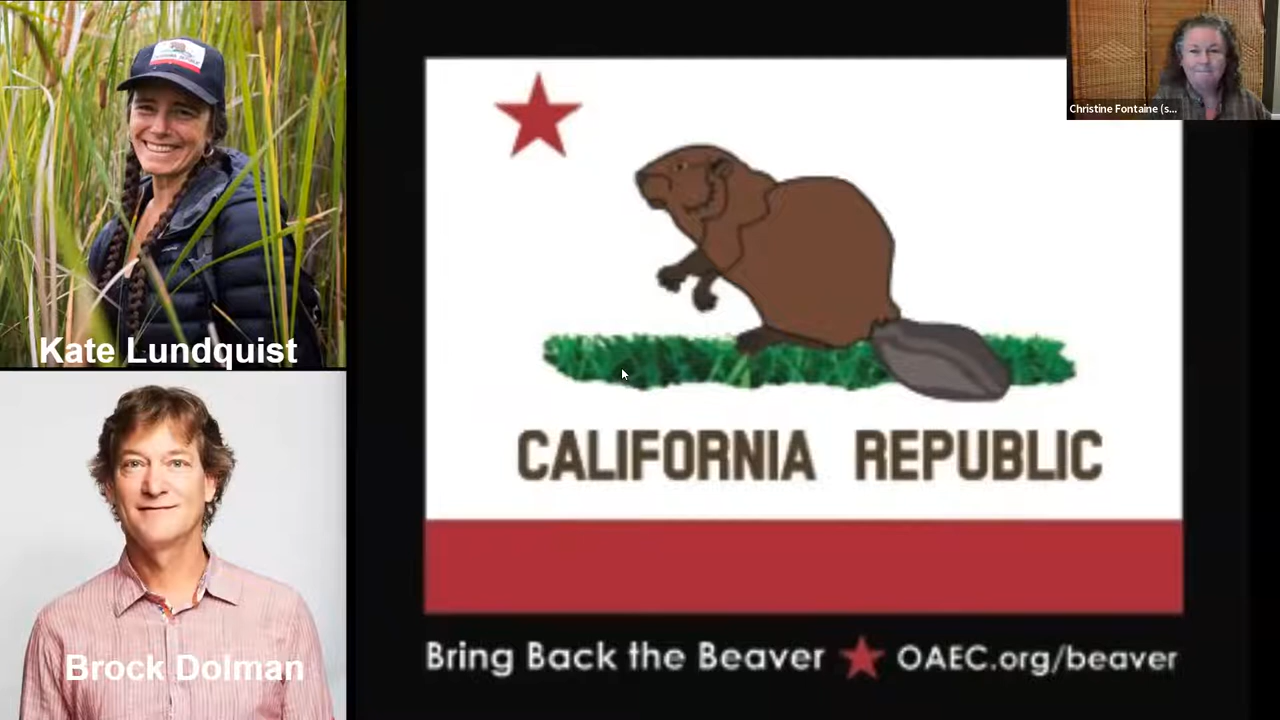 Kate Lundquist
Brock Dolman
CALIFORNIA REPUBLIC
Bring Back the Beaver ★ OAEC.org/beaver
Christine Fontaine (s...